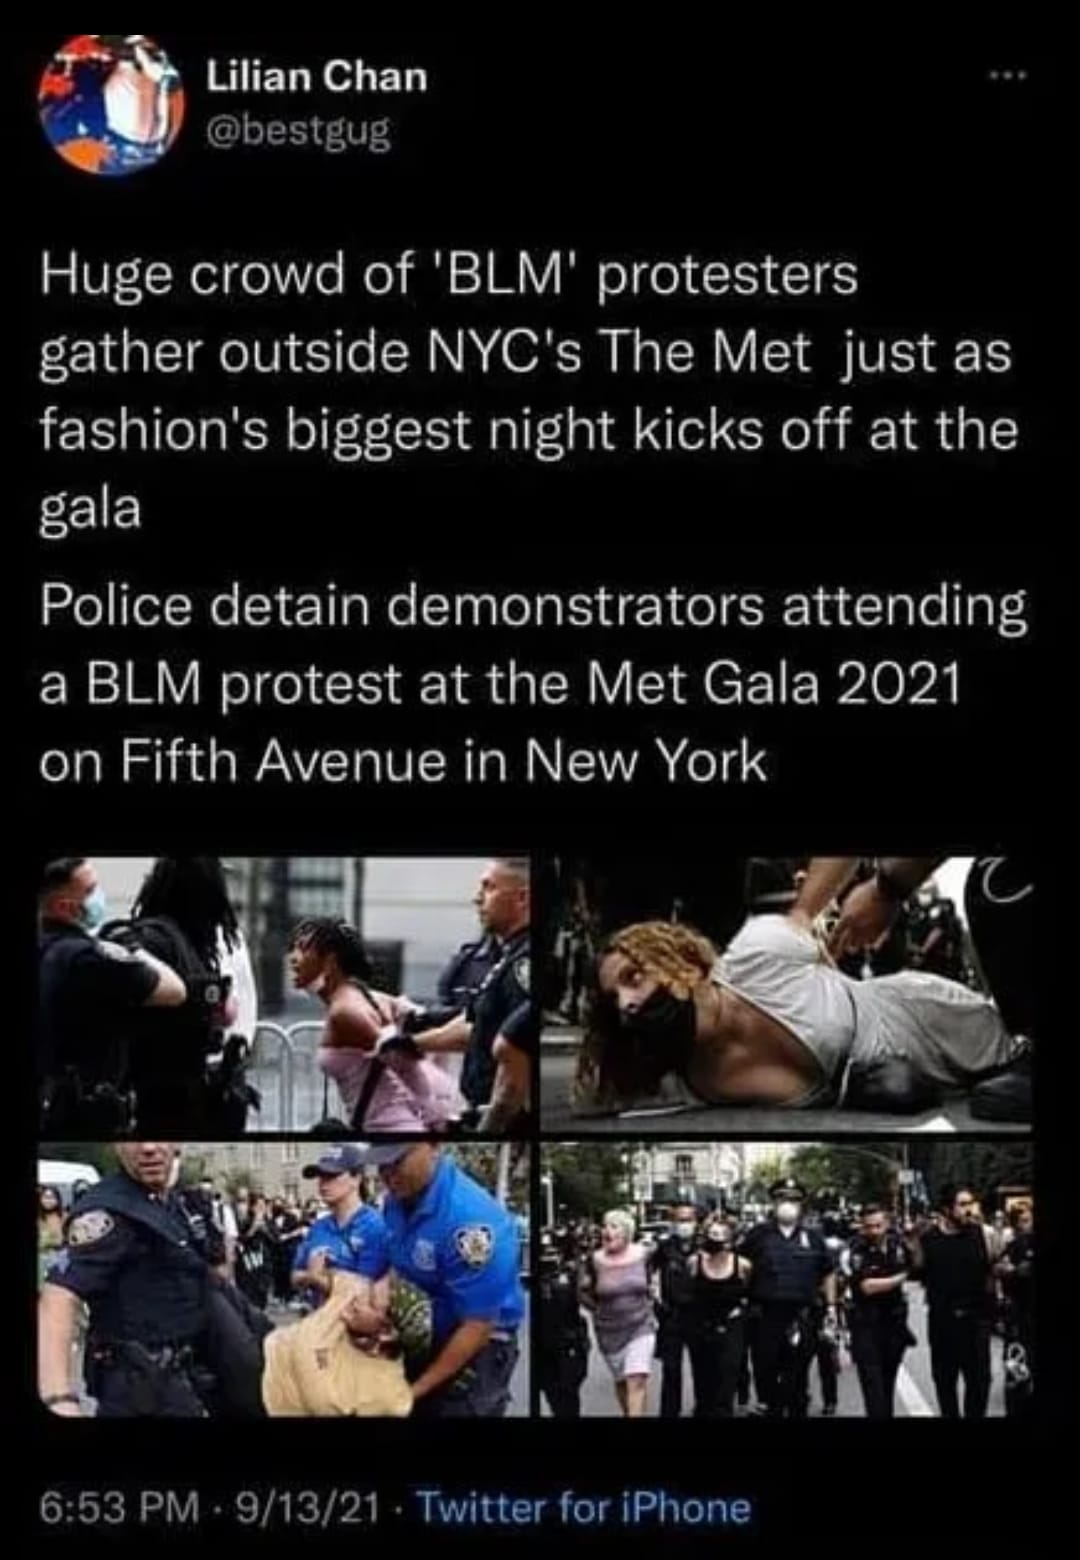 Lilian Chan
@bestgug
Huge crowd of 'BLM' protesters
gather outside NYC's The Met just as
fashion's biggest night kicks off at the
gala
Police detain demonstrators attending
a BLM protest at the Met Gala 2021
on Fifth Avenue in New York
6:53 PM · 9/13/21 · Twitter for iPhone